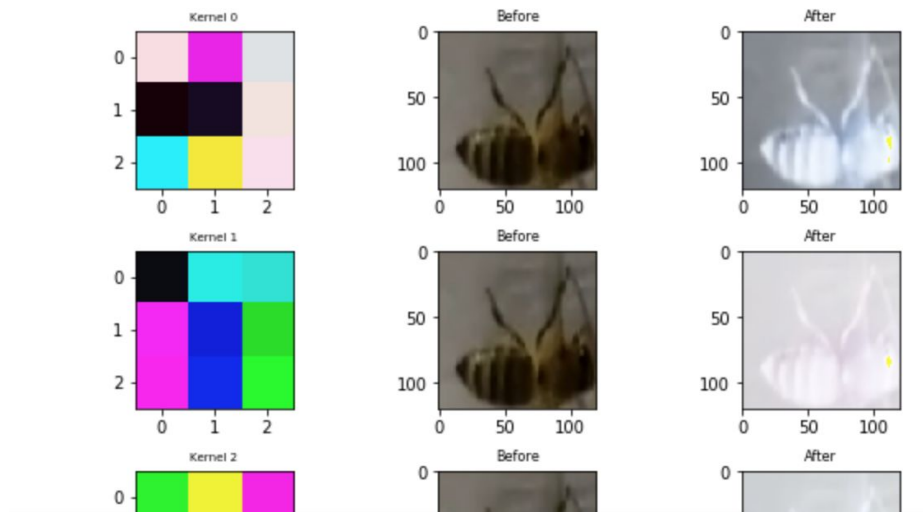 Kernel 0 Before After
0 0 0
1 50 50
2 100 100
0 1 2 0 50 100 0 50 100
Kernel 1 Before After
0 0 0
1 50 50
2 100 100
0 1 2 0 50 100 0 50 100
Kernel 2 Before After
0 0 0